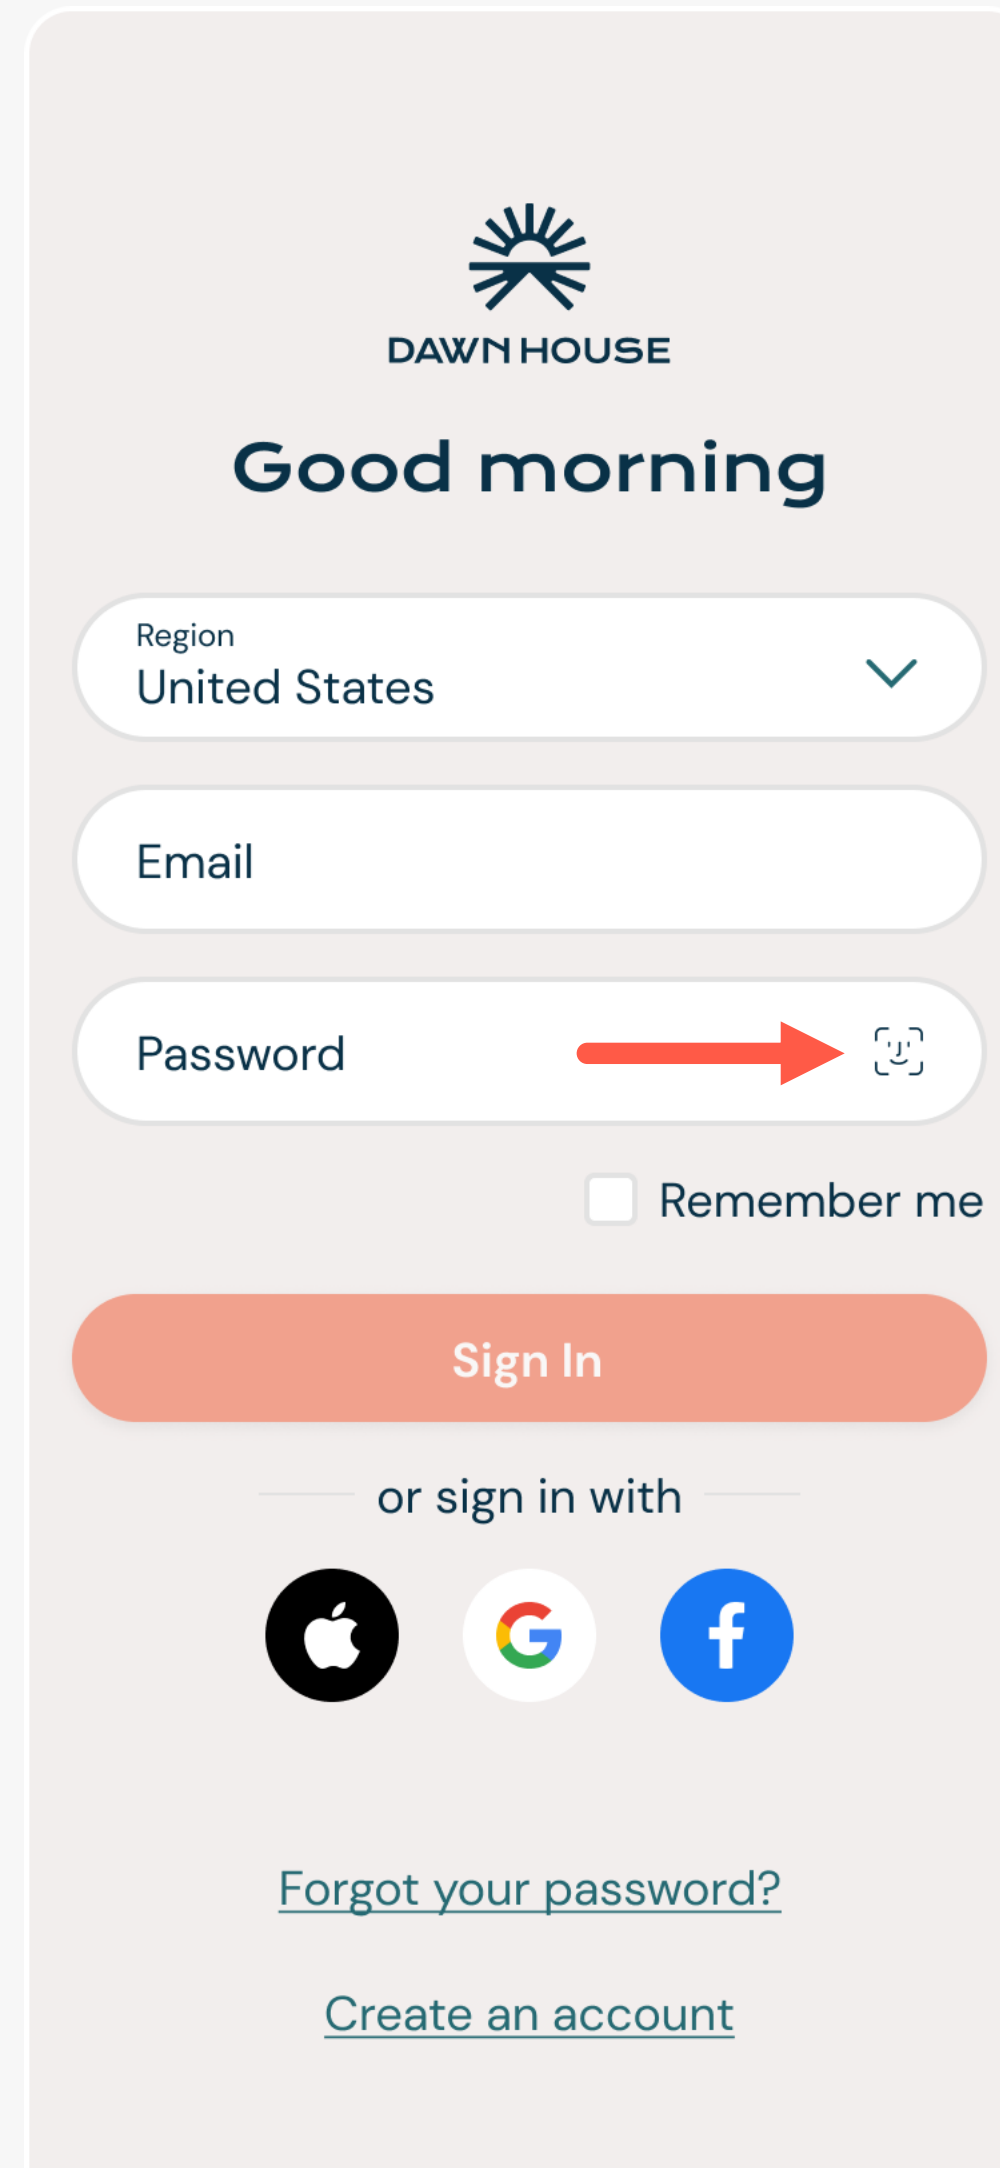 DAWN HOUSE
Good morning
Region
United States
Email
Password
Remember me
Sign In
or sign in with
Forgot your password?
Create an account